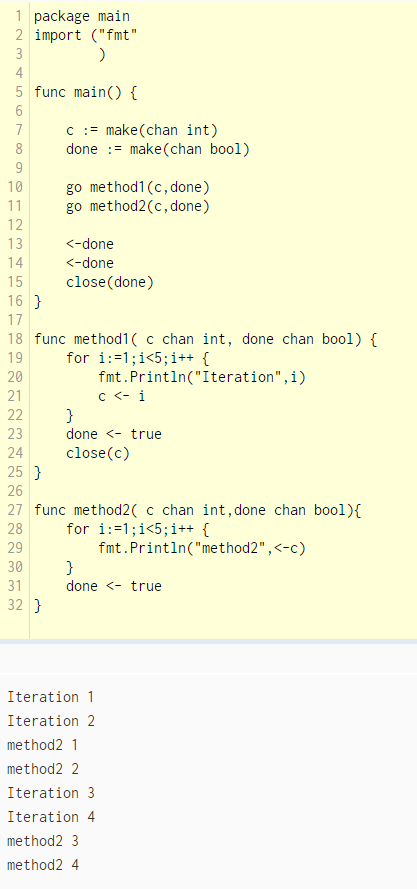 1 package main
2 import ("fmt"
3         )
4
5 func main() {
6
7     c := make(chan int)
8     done := make(chan bool)
9
10     go method1(c,done)
11     go method2(c,done)
12
13     <-done
14     <-done
15     close(done)
16 }
17
18 func method1( c chan int, done chan bool) {
19     for i:=1;i<5;i++ {
20         fmt.Println("Iteration",i)
21         c <- i
22     }
23     done <- true
24     close(c)
25 }
26
27 func method2( c chan int,done chan bool){
28     for i:=1;i<5;i++ {
29         fmt.Println("method2",<-c)
30     }
31     done <- true
32 }
Iteration 1
Iteration 2
method2 1
method2 2
Iteration 3
Iteration 4
method2 3
method2 4